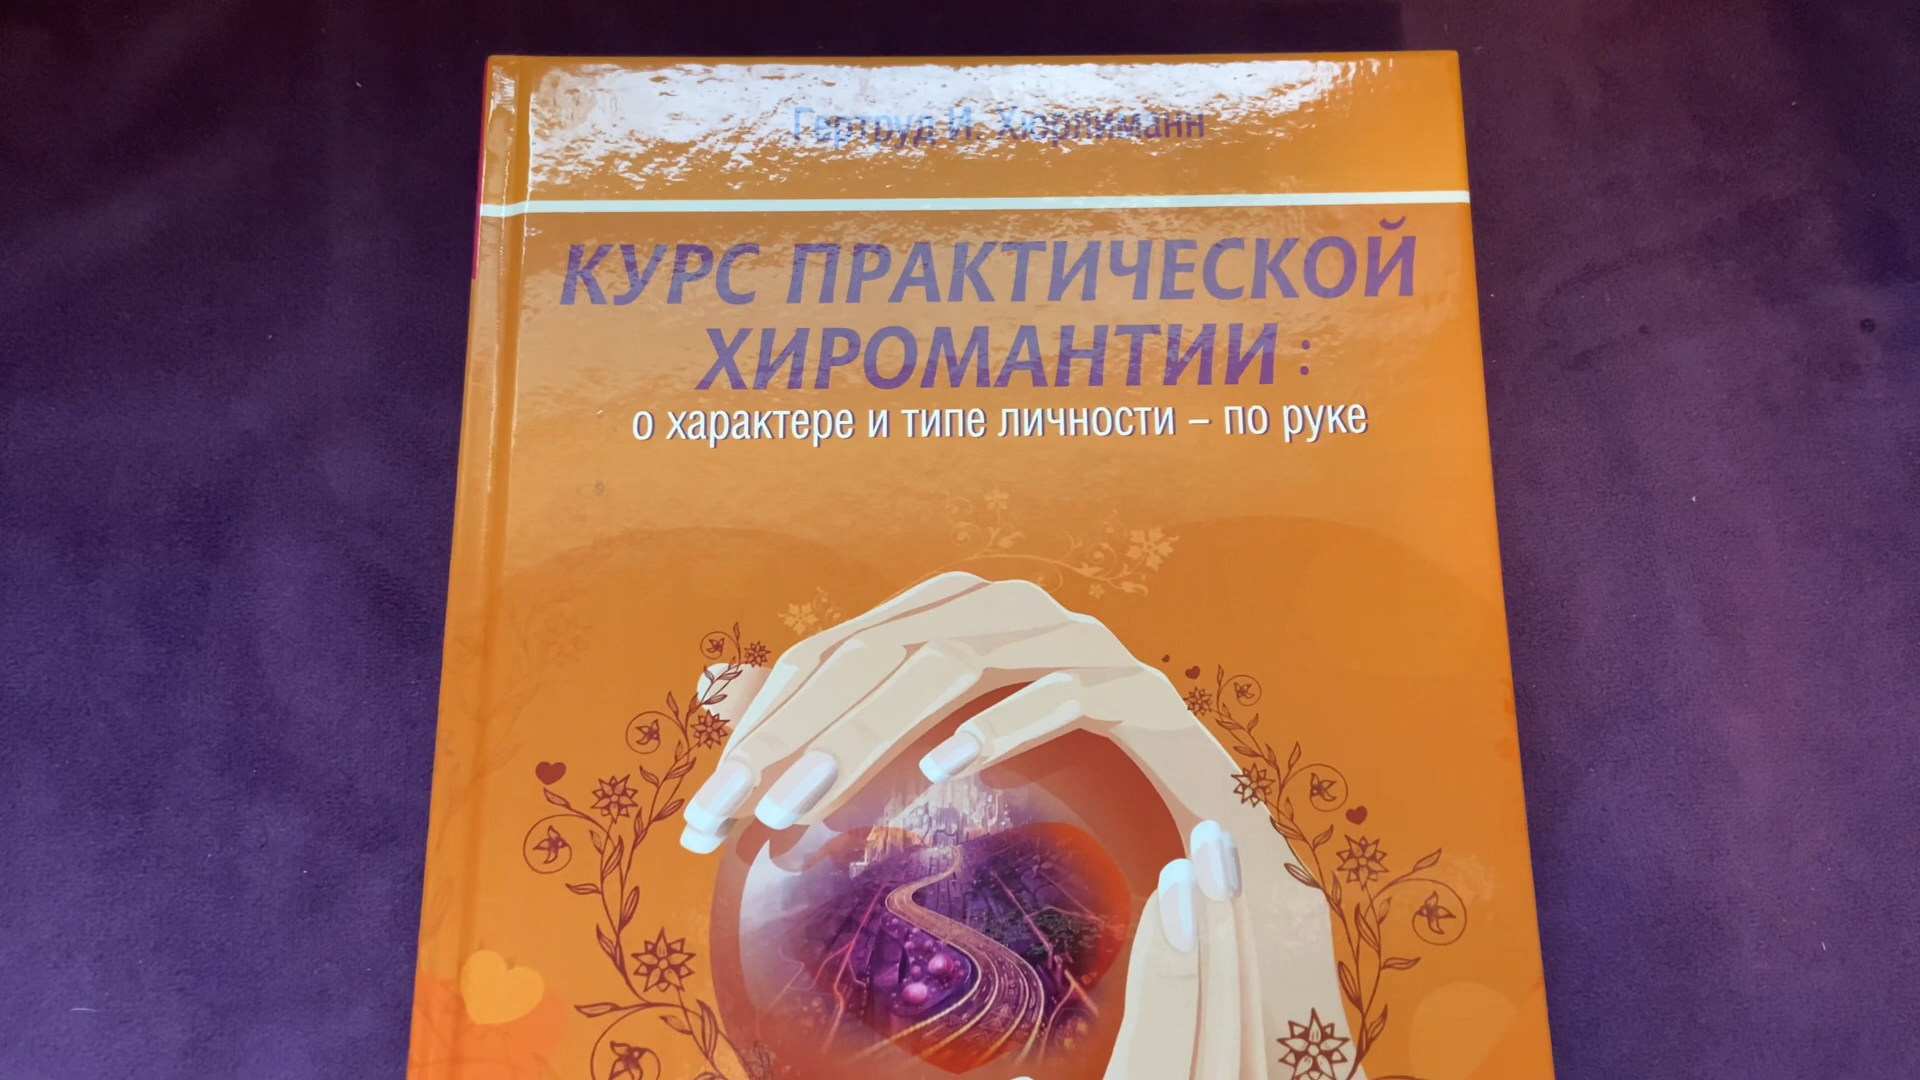 Гертруд И. Хюрлиманн
КУРС ПРАКТИЧЕСКОЙ
ХИРОМАНТИИ:
о характере и типе личности – по руке